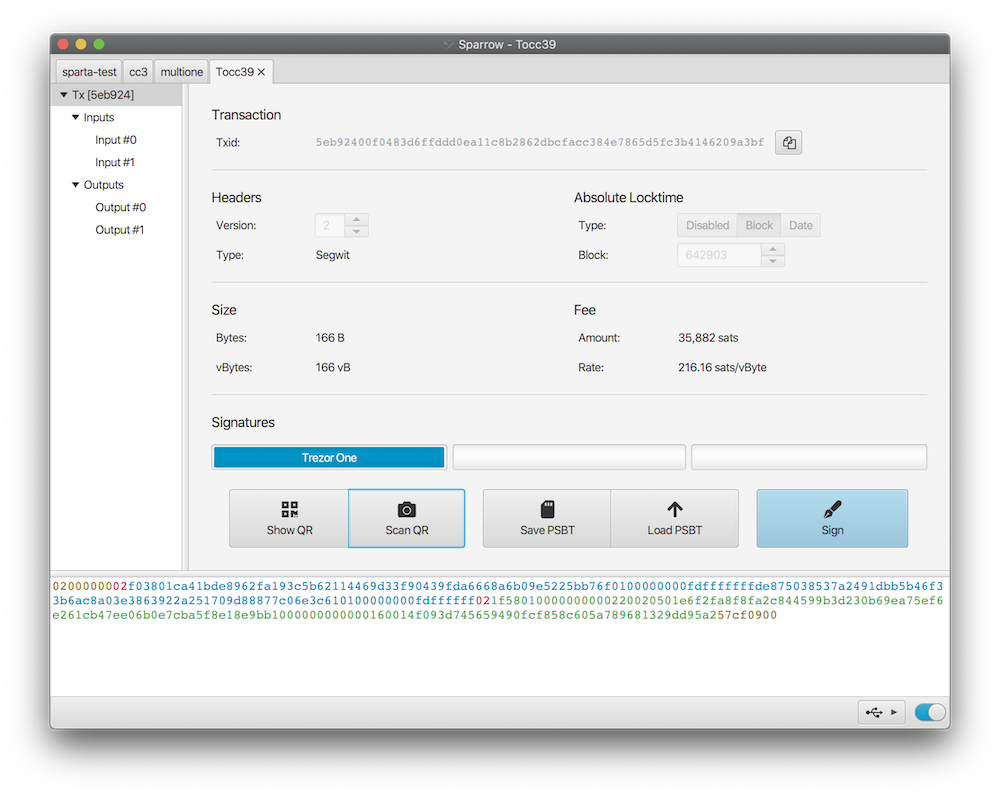 Sparrow - Tocc39
sparta-test cc3 multione Tocc39
Tx [5eb924]
Inputs
Input #0
Input #1
Outputs
Output #0
Output #1
Transaction
Txid: 5eb92400f0483d6ffddd0ea11c8b2862dbcfacc384e7865d5fc3b4146209a3bf
Headers
Version: 2
Type: Segwit
Absolute Locktime
Type: Disabled Block Date
Block: 642903
Size
Bytes: 166 B
vBytes: 166 vB
Fee
Amount: 35,882 sats
Rate: 216.16 sats/vByte
Signatures
Trezor One
Show QR Scan QR Save PSBT Load PSBT Sign
0200000002f03801ca41bde8962fa193c5b62114469d33f90439fda6668a6b09e5225bb76f0100000000fdffffffde875038537a2491dbb5b46f3
3b6ac8a03e3863922a251709d88877c06e3c610100000000fdffffff021f58010000000000220020501e6f2fa8f8fa2c844599b3d230b69ea75ef6
e261cb47ee06b0e7cba5f8e18e9bb1000000000000160014f093d745659490fcf858c605a789681329dd95a257cf0900